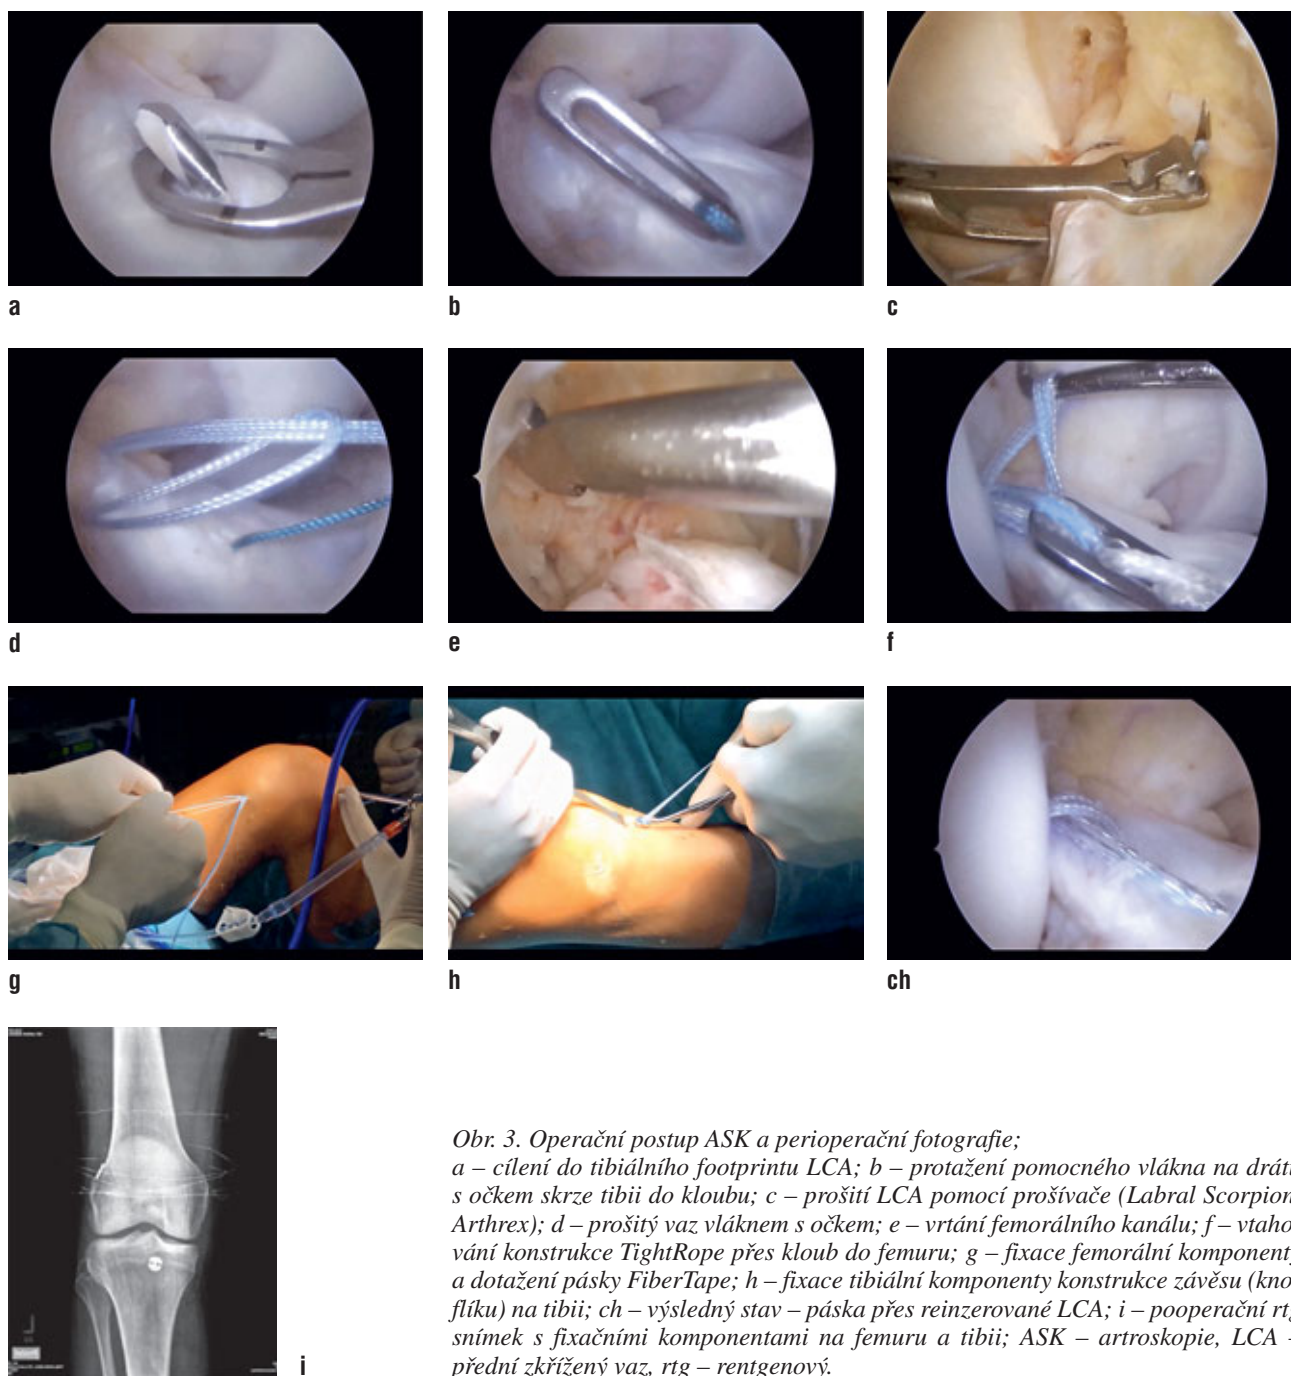 a
b
c
d
e
f
g
h
ch
i
Obr. 3. Operační postup ASK a perioperační fotografie;
a – cílení do tibiálního footprintu LCA; b – protažení pomocného vlákna na dráti
s očkem skrze tibii do kloubu; c – prošití LCA pomocí prošívače (Labral Scorpion
Arthrex); d – prošitý vaz vláknem s očkem; e – vrtání femorálního kanálu; f – vtaho
vání konstrukce TightRope přes kloub do femuru; g – fixace femorální komponenty
a dotažení pásky FiberTape; h – fixace tibiální komponenty konstrukce závěsu (kno
flíku) na tibii; ch – výsledný stav – páska přes reinzerované LCA; i – pooperační rtg
snímek s fixačními komponentami na femuru a tibii; ASK – artroskopie, LCA –
přední zkřížený vaz, rtg – rentgenový.